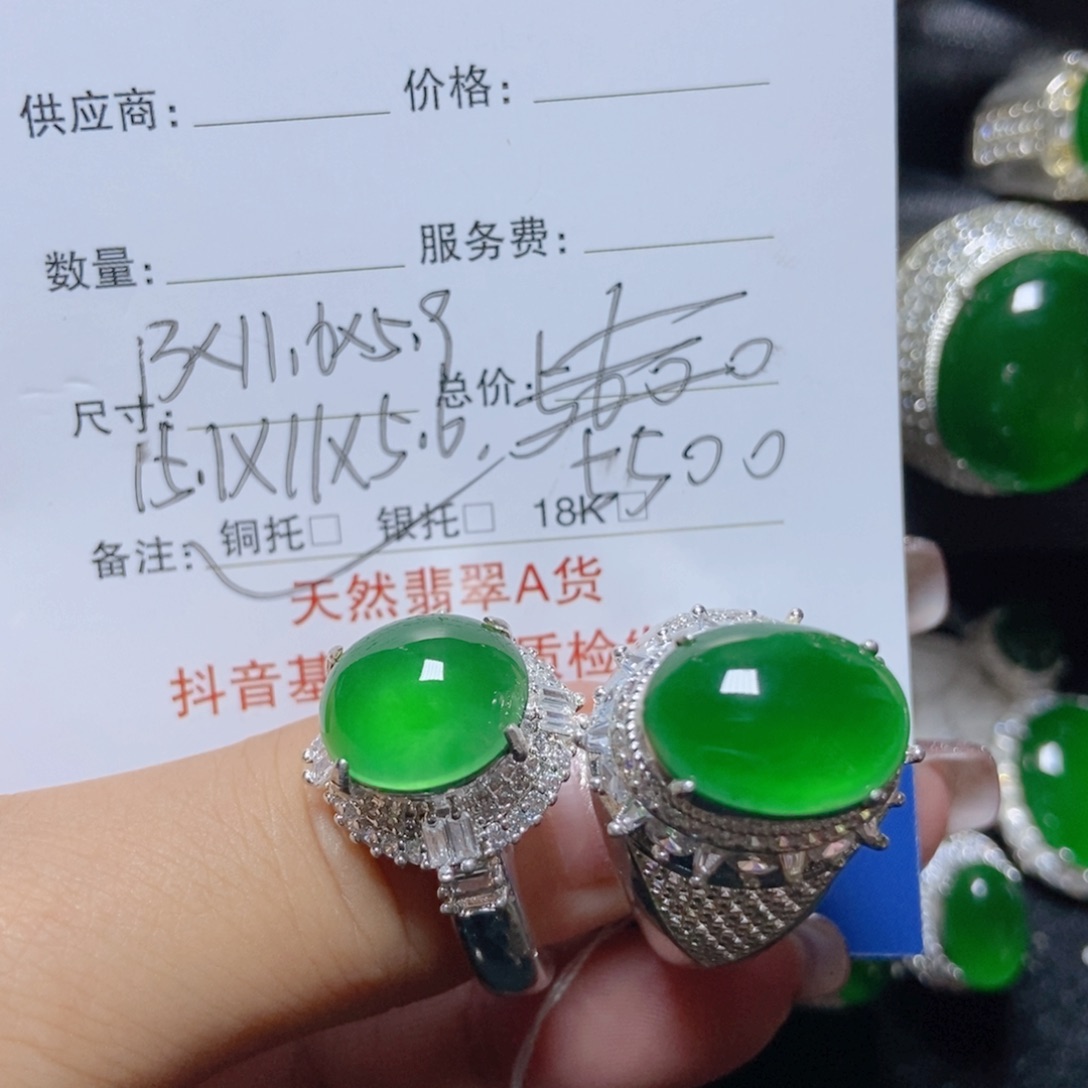 供应商： 价格：
数量： 服务费：
13X11.6X5.9
尺寸： 总价：5600
15.1X11X5.6. 5500
备注： 铜托□ 银托□ 18K□
天然翡翠A货
抖音基 质检